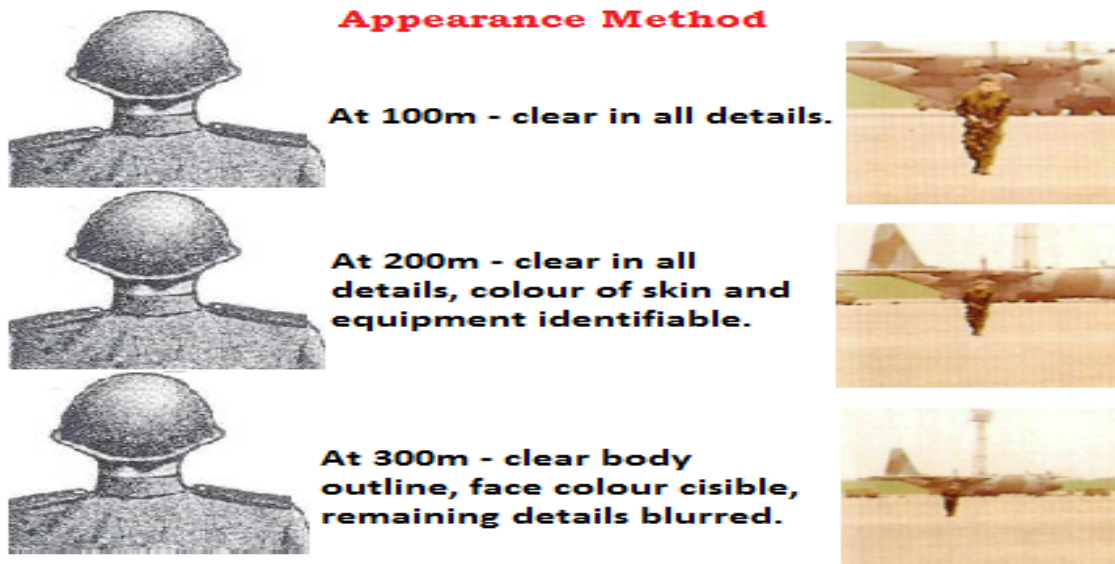 Appearance Method
At 100m - clear in all details.
At 200m - clear in all
details, colour of skin and
equipment identifiable.
At 300m - clear body
outline, face colour cisible,
remaining details blurred.